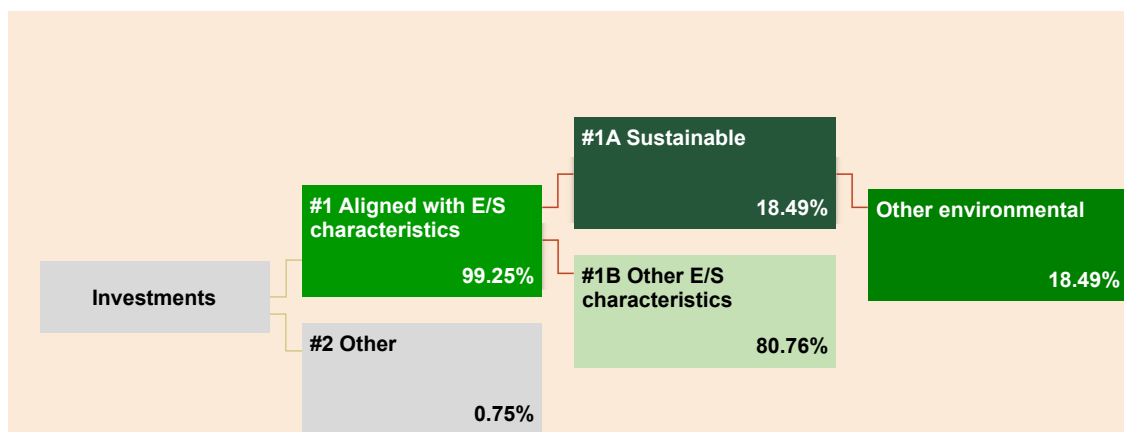 #1A Sustainable
18.49%
#1 Aligned with E/S
characteristics
99.25%
Other environmental
18.49%
Investments
#1B Other E/S
characteristics
80.76%
#2 Other
0.75%